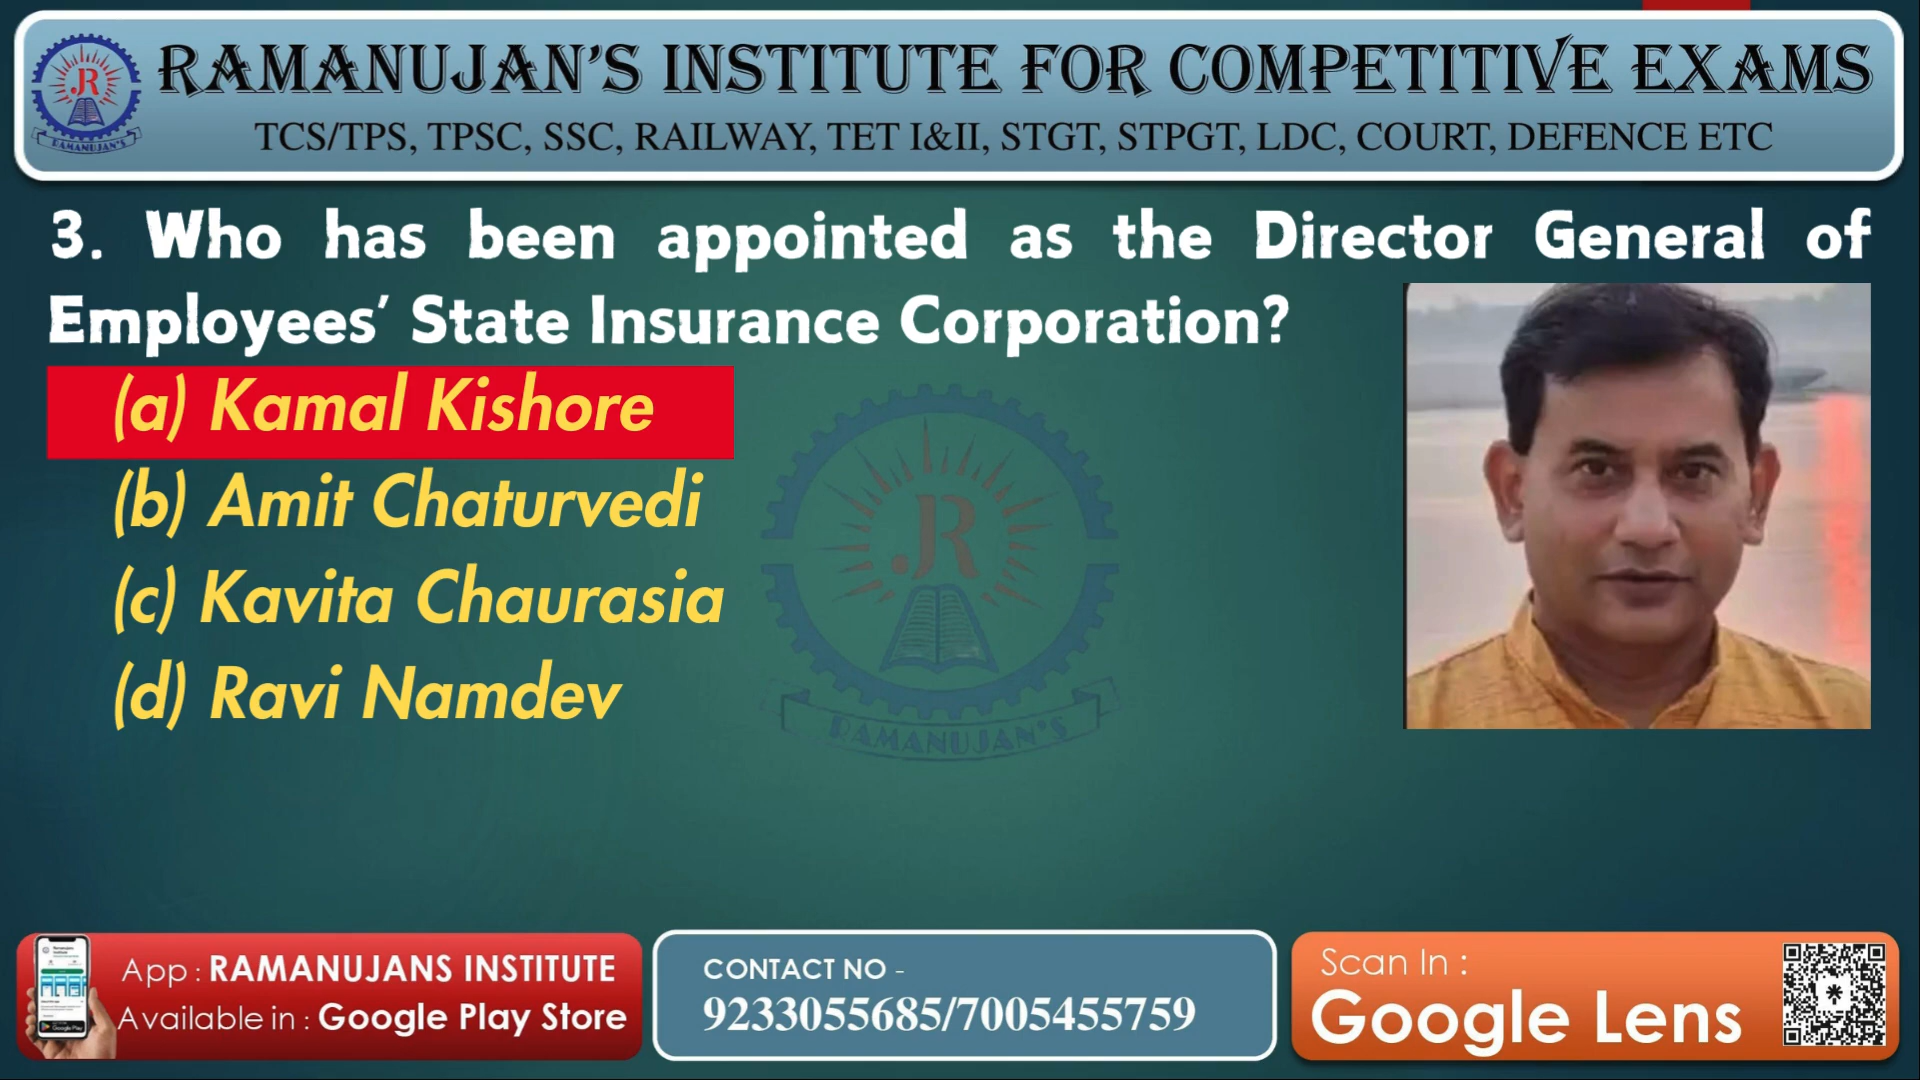 RAMANUJAN'S INSTITUTE FOR COMPETITIVE EXAMS
TCS/TPS, TPSC, SSC, RAILWAY, TET I&II, STGT, STPGT, LDC, COURT, DEFENCE ETC
JR
RAMANUJAN'S
3. Who has been appointed as the Director General of
Employees' State Insurance Corporation?
(a) Kamal Kishore
(b) Amit Chaturvedi
(c) Kavita Chaurasia
(d) Ravi Namdev
JR
RAMANUJAN'S
App : RAMANUJANS INSTITUTE
Available in : Google Play Store
CONTACT NO -
9233055685/7005455759
Scan In :
Google Lens